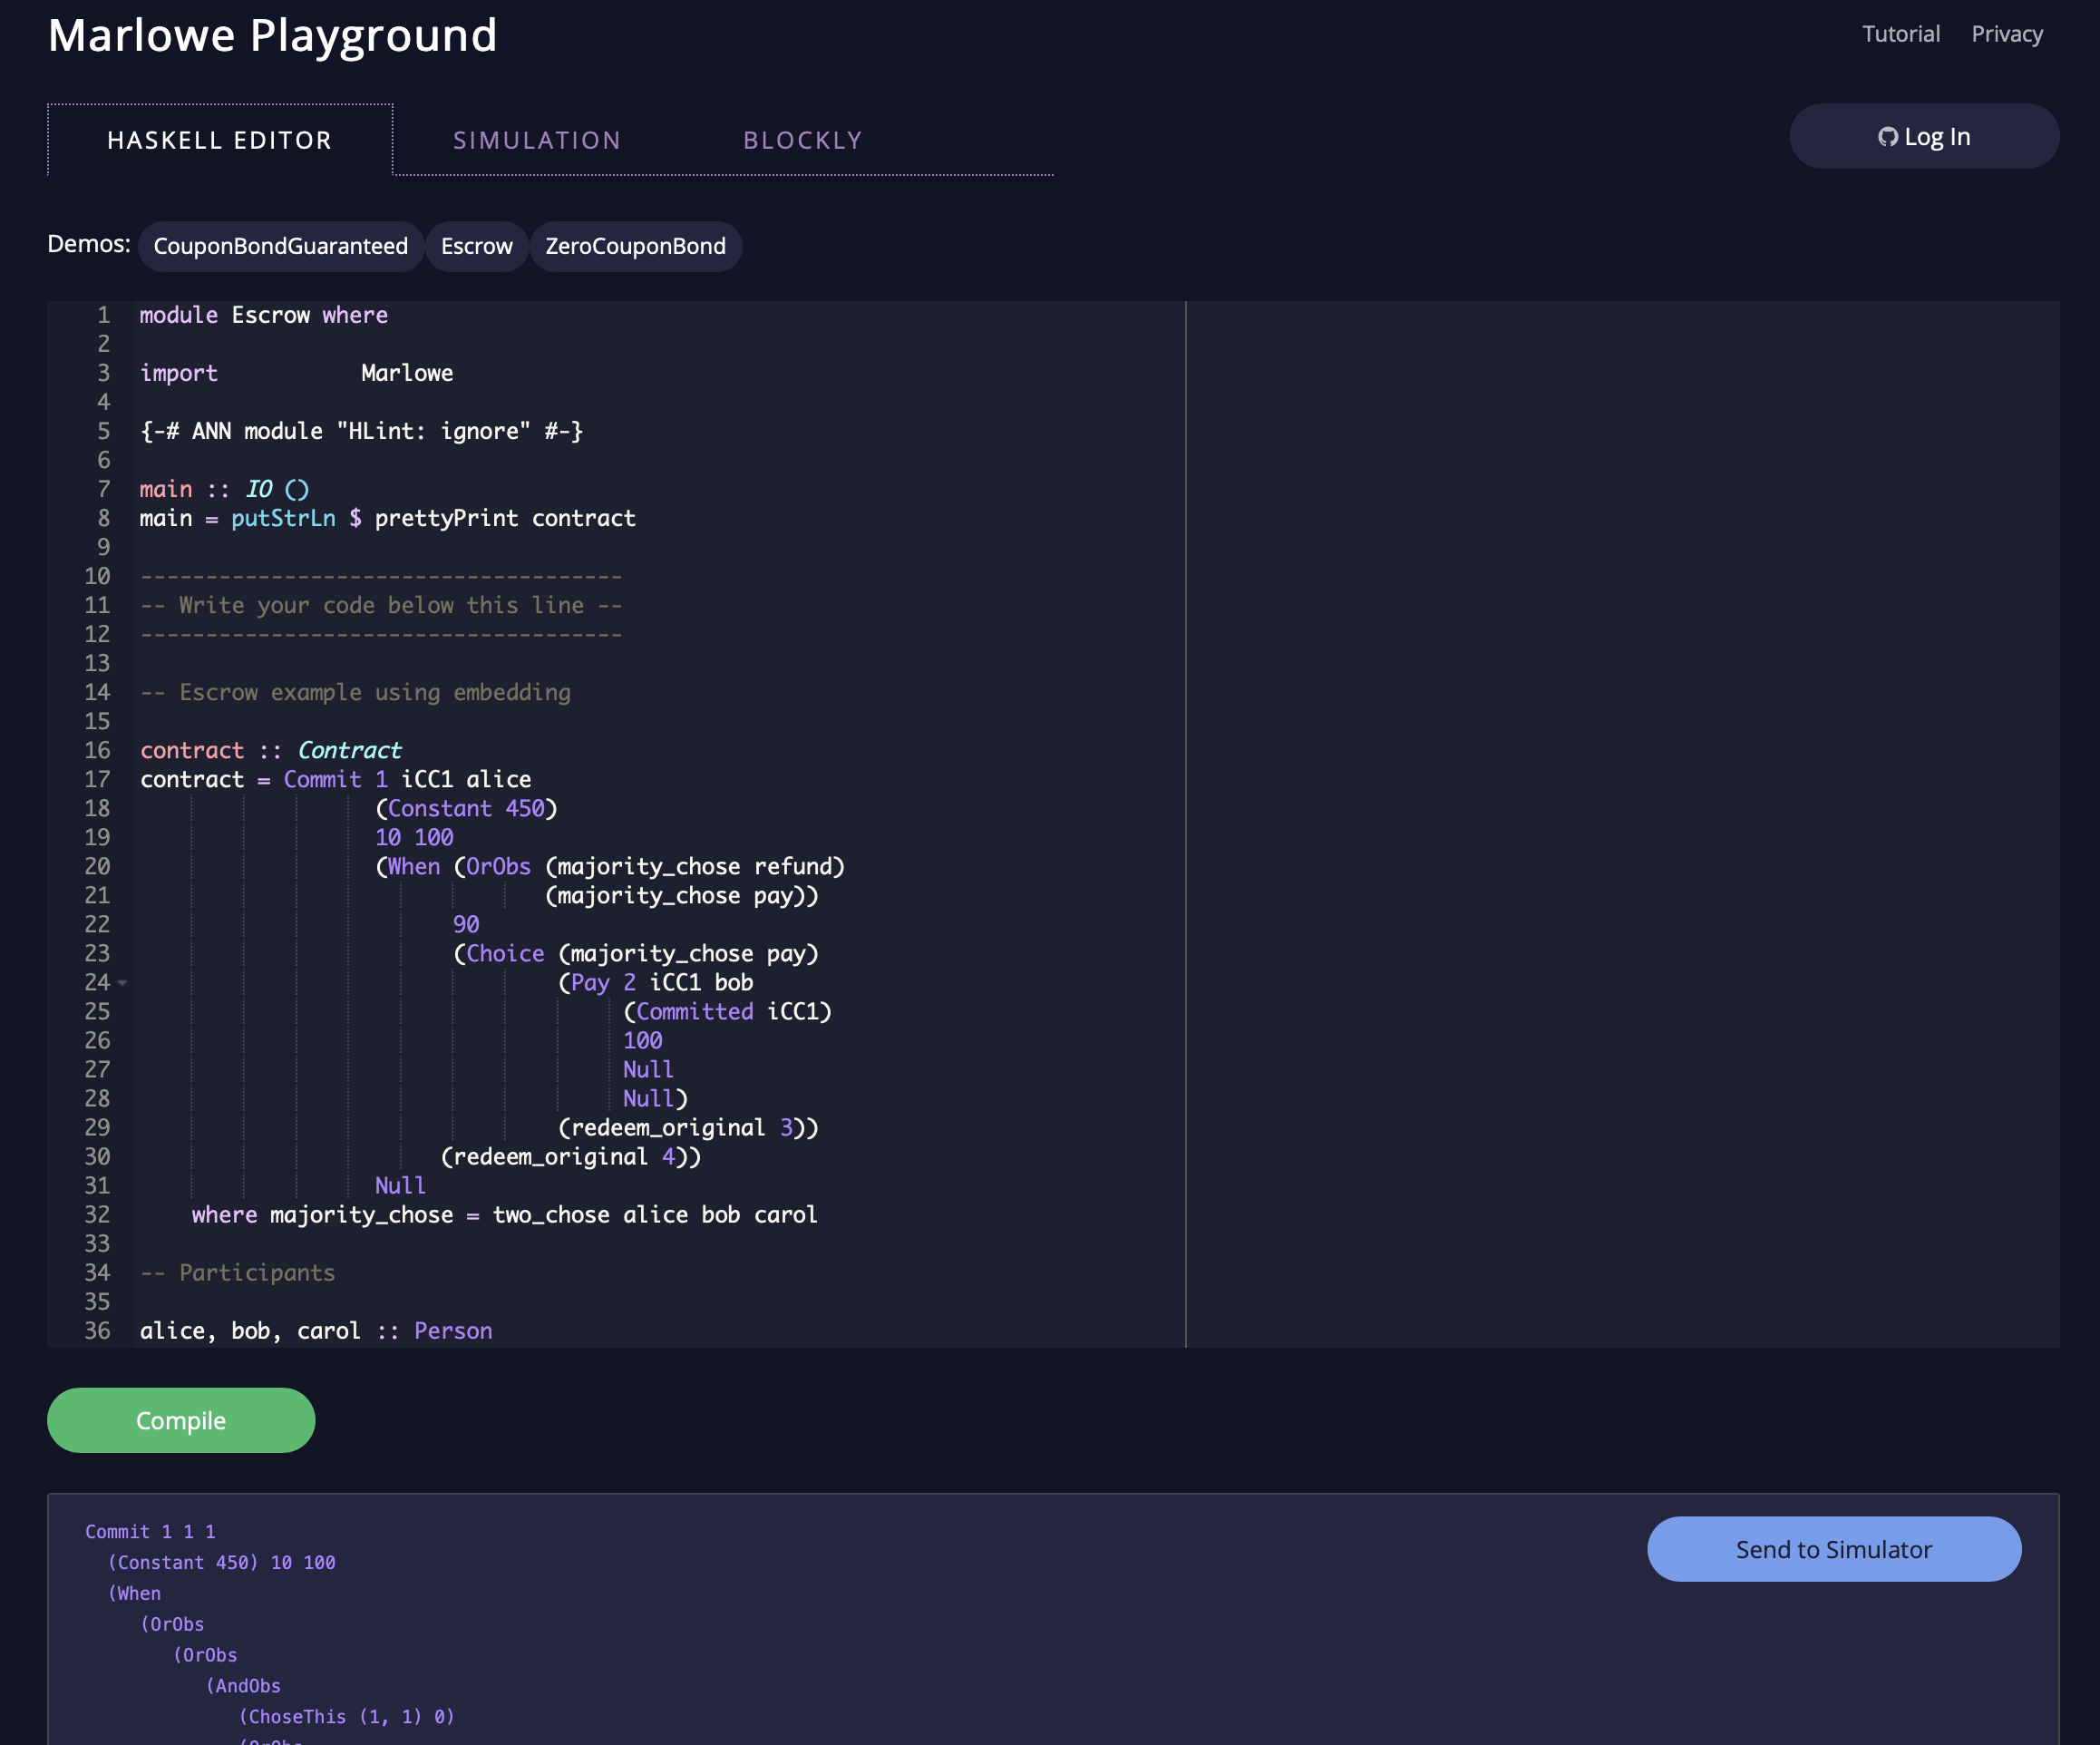 Marlowe Playground
Tutorial Privacy
HASKELL EDITOR SIMULATION BLOCKLY
Log In
Demos: CouponBondGuaranteed Escrow ZeroCouponBond
1 module Escrow where
2
3 import           Marlowe
4
5 {-# ANN module "HLint: ignore" #-}
6
7 main :: IO ()
8 main = putStrLn $ prettyPrint contract
9
10 -------------------------------------
11 -- Write your code below this line --
12 -------------------------------------
13
14 -- Escrow example using embedding
15
16 contract :: Contract
17 contract = Commit 1 iCC1 alice
18                   (Constant 450)
19                   10 100
20                   (When (OrObs (majority_chose refund)
21                                (majority_chose pay))
22                         90
23                         (Choice (majority_chose pay)
24                                 (Pay 2 iCC1 bob
25                                      (Committed iCC1)
26                                      100
27                                      Null
28                                      Null)
29                                 (redeem_original 3))
30                        (redeem_original 4))
31                   Null
32     where majority_chose = two_chose alice bob carol
33
34 -- Participants
35
36 alice, bob, carol :: Person
Compile
Send to Simulator
Commit 1 1 1
  (Constant 450) 10 100
  (When
     (OrObs
        (OrObs
           (AndObs
              (ChoseThis (1, 1) 0)
              (OrObs